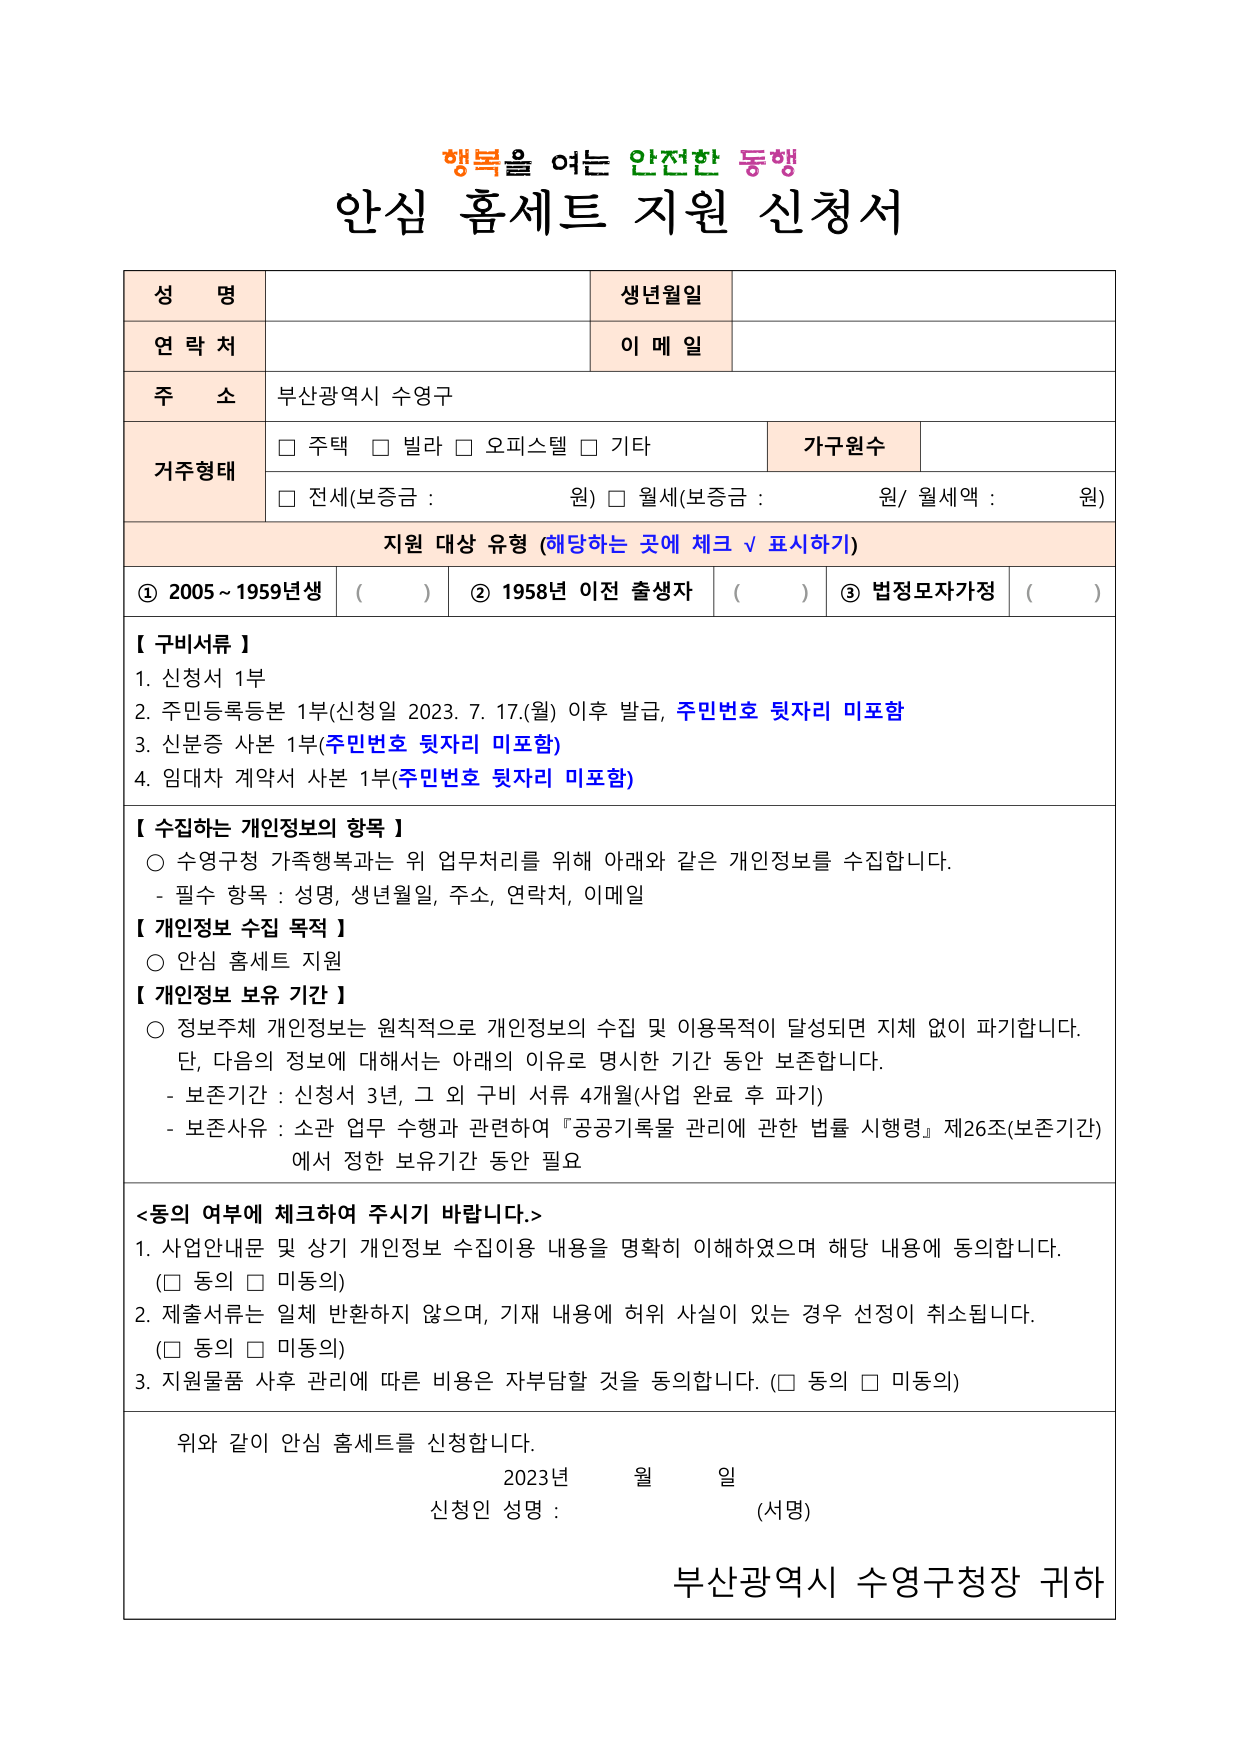 행복을 여는 안전한 동행
안심 홈세트 지원 신청서
성 명 생년월일
연 락 처 이 메 일
주 소 부산광역시 수영구
거주형태 □ 주택 □ 빌라 □ 오피스텔 □ 기타 가구원수
□ 전세(보증금 : 원) □ 월세(보증금 : 원/ 월세액 : 원)
지원 대상 유형 (해당하는 곳에 체크 √ 표시하기)
① 2005~1959년생 ( ) ② 1958년 이전 출생자 ( ) ③ 법정모자가정 ( )
【 구비서류 】
1. 신청서 1부
2. 주민등록등본 1부(신청일 2023. 7. 17.(월) 이후 발급, 주민번호 뒷자리 미포함
3. 신분증 사본 1부(주민번호 뒷자리 미포함)
4. 임대차 계약서 사본 1부(주민번호 뒷자리 미포함)
【 수집하는 개인정보의 항목 】
○ 수영구청 가족행복과는 위 업무처리를 위해 아래와 같은 개인정보를 수집합니다.
- 필수 항목 : 성명, 생년월일, 주소, 연락처, 이메일
【 개인정보 수집 목적 】
○ 안심 홈세트 지원
【 개인정보 보유 기간 】
○ 정보주체 개인정보는 원칙적으로 개인정보의 수집 및 이용목적이 달성되면 지체 없이 파기합니다.
단, 다음의 정보에 대해서는 아래의 이유로 명시한 기간 동안 보존합니다.
- 보존기간 : 신청서 3년, 그 외 구비 서류 4개월(사업 완료 후 파기)
- 보존사유 : 소관 업무 수행과 관련하여『공공기록물 관리에 관한 법률 시행령』제26조(보존기간)
에서 정한 보유기간 동안 필요
<동의 여부에 체크하여 주시기 바랍니다.>
1. 사업안내문 및 상기 개인정보 수집이용 내용을 명확히 이해하였으며 해당 내용에 동의합니다.
(□ 동의 □ 미동의)
2. 제출서류는 일체 반환하지 않으며, 기재 내용에 허위 사실이 있는 경우 선정이 취소됩니다.
(□ 동의 □ 미동의)
3. 지원물품 사후 관리에 따른 비용은 자부담할 것을 동의합니다. (□ 동의 □ 미동의)
위와 같이 안심 홈세트를 신청합니다.
2023년 월 일
신청인 성명 : (서명)
부산광역시 수영구청장 귀하